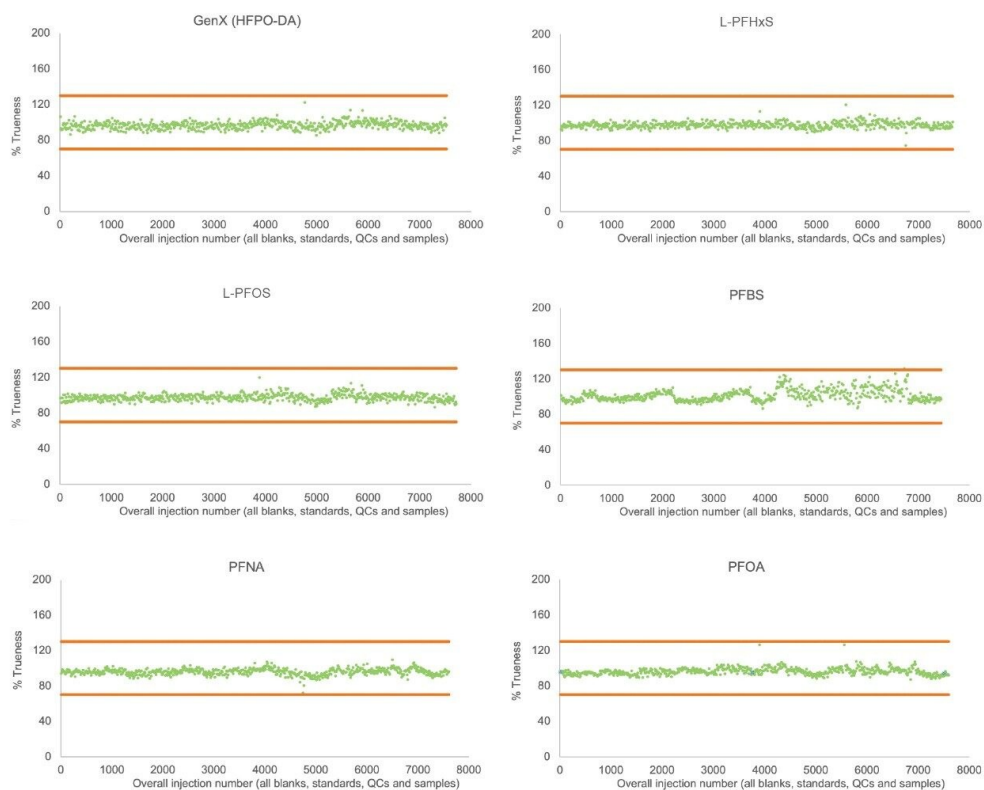 GenX (HFPO-DA)
200
160
120
80
40
0
% Trueness
0 1000 2000 3000 4000 5000 6000 7000 8000
Overall injection number (all blanks, standards, QCs and samples)
L-PFHxS
200
160
120
80
40
0
% Trueness
0 1000 2000 3000 4000 5000 6000 7000 8000
Overall injection number (all blanks, standards, QCs and samples)
L-PFOS
200
160
120
80
40
0
% Trueness
0 1000 2000 3000 4000 5000 6000 7000 8000
Overall injection number (all blanks, standards, QCs and samples)
PFBS
200
160
120
80
40
0
% Trueness
0 1000 2000 3000 4000 5000 6000 7000 8000
Overall injection number (all blanks, standards, QCs and samples)
PFNA
200
160
120
80
40
0
% Trueness
0 1000 2000 3000 4000 5000 6000 7000 8000
Overall injection number (all blanks, standards, QCs and samples)
PFOA
200
160
120
80
40
0
% Trueness
0 1000 2000 3000 4000 5000 6000 7000 8000
Overall injection number (all blanks, standards, QCs and samples)